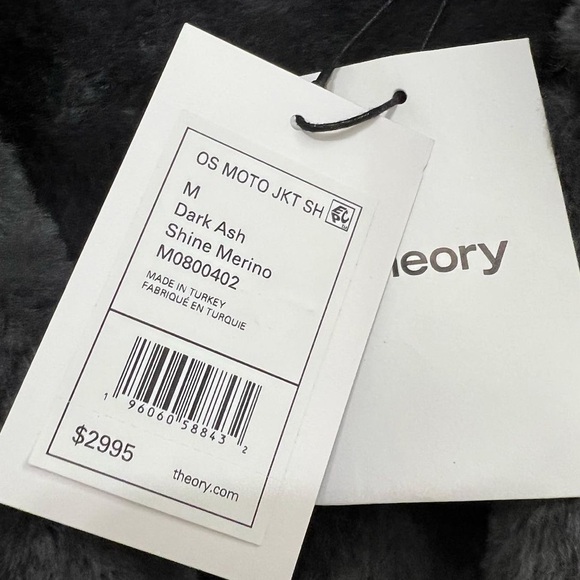 OS MOTO JKT SH
M
Dark Ash
Shine Merino
M0800402
MADE IN TURKEY
FABRIQUÉ EN TURQUIE
1 96060 58843 2
$2995
theory.com
heory